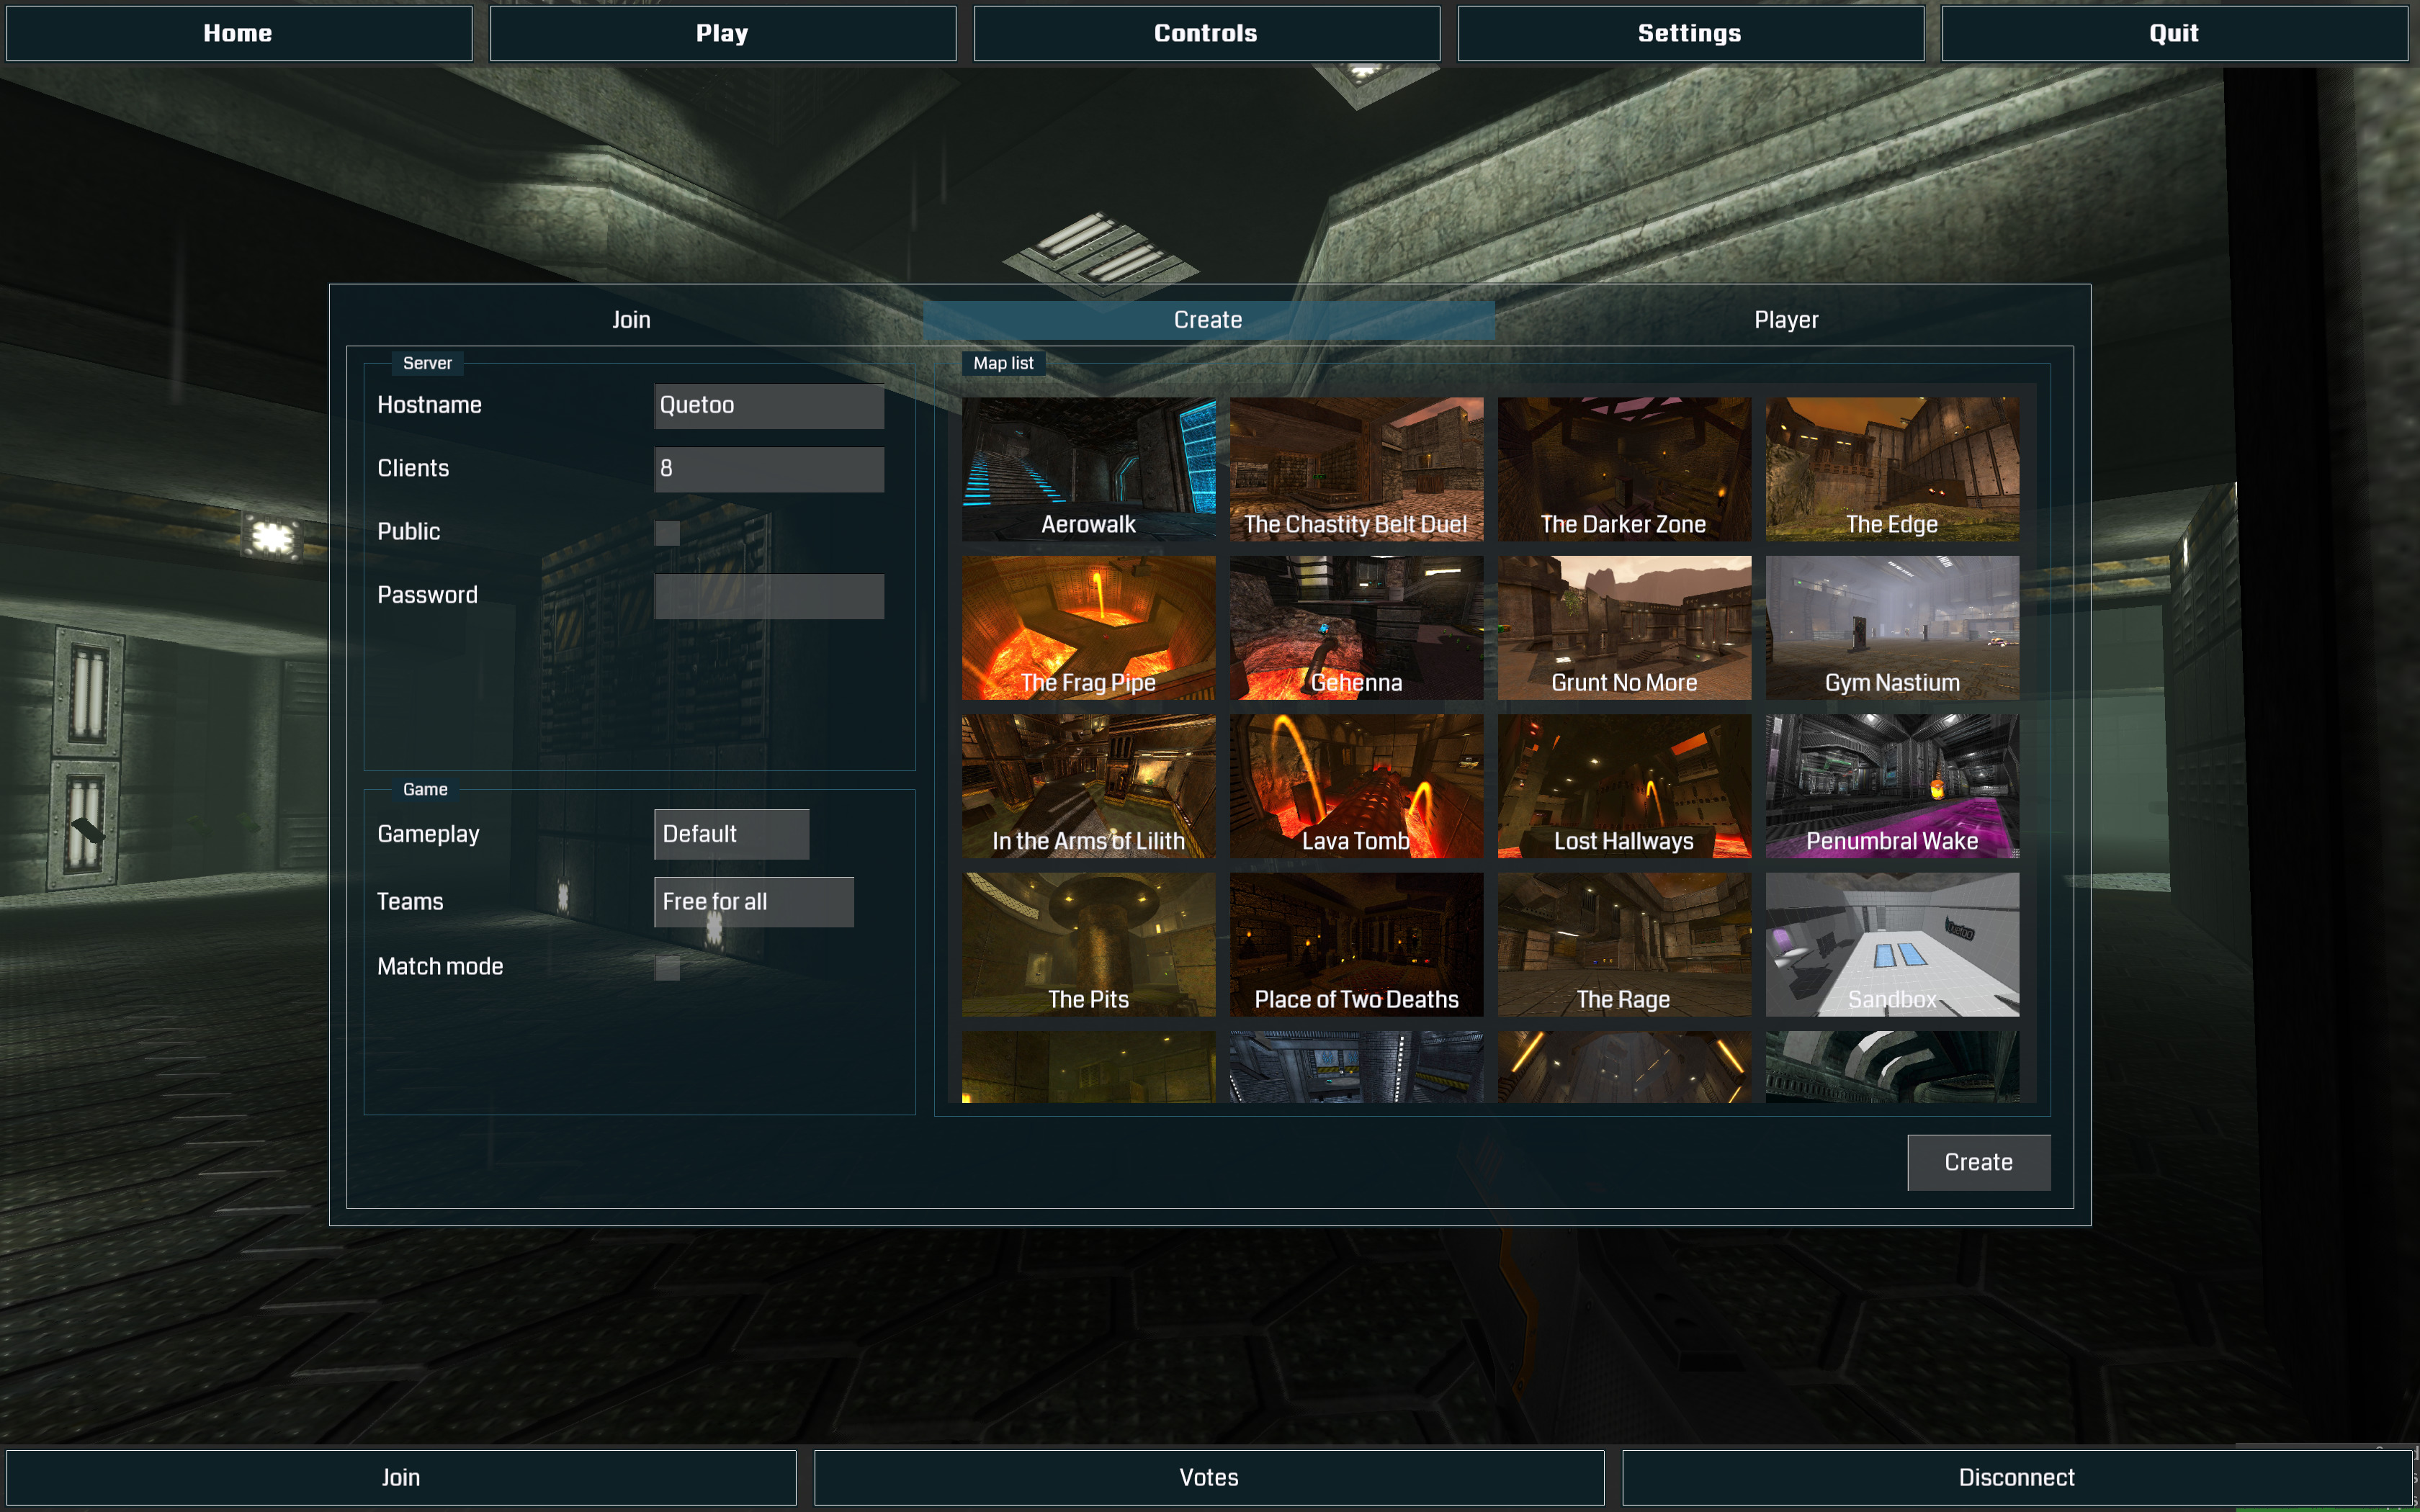 Home
Play
Controls
Settings
Quit
Join
Create
Player
Server
Hostname
Quetoo
Clients
8
Public
Password
Game
Gameplay
Default
Teams
Free for all
Match mode
Map list
Aerowalk
The Chastity Belt Duel
The Darker Zone
The Edge
The Frag Pipe
Gehenna
Grunt No More
Gym Nastium
In the Arms of Lilith
Lava Tomb
Lost Hallways
Penumbral Wake
The Pits
Place of Two Deaths
The Rage
Sandbox
Create
Join
Votes
Disconnect